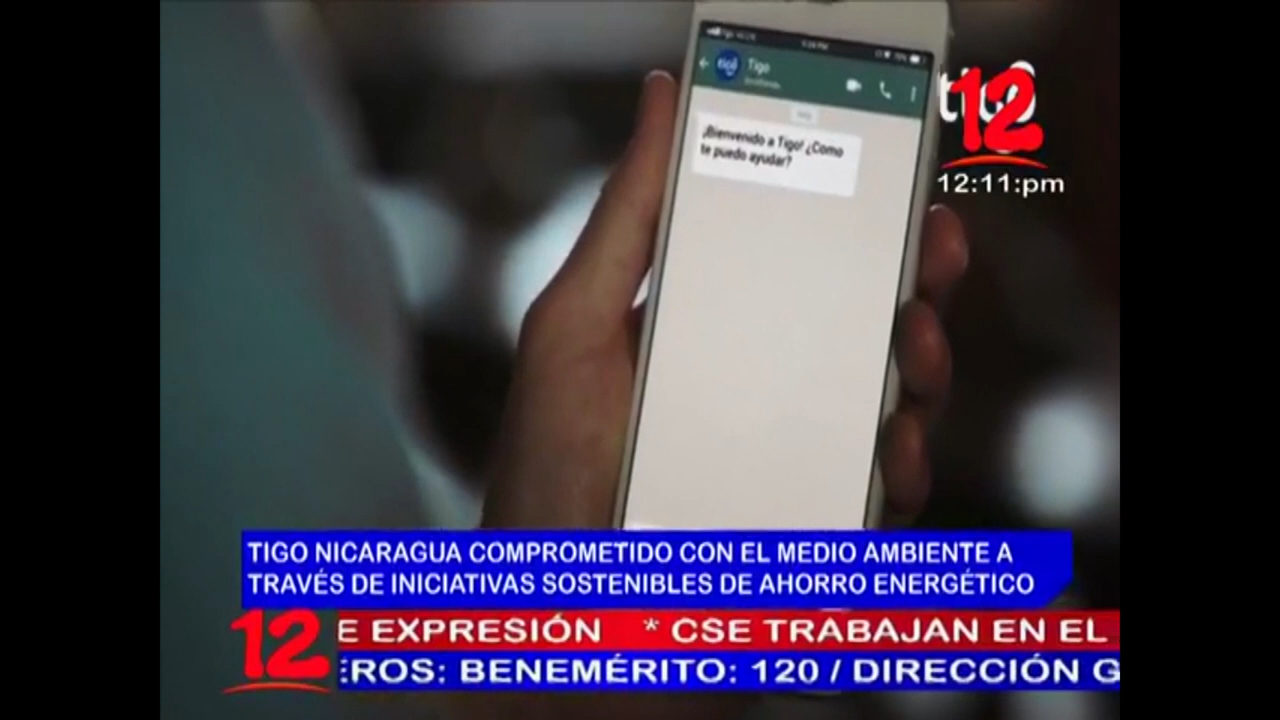 tigo
Tigo
¡Bienvenido a Tigo! ¿Como
te puedo ayudar?
12
12:11:pm
TIGO NICARAGUA COMPROMETIDO CON EL MEDIO AMBIENTE A
TRAVÉS DE INICIATIVAS SOSTENIBLES DE AHORRO ENERGÉTICO
12
E EXPRESIÓN * CSE TRABAJAN EN EL
EROS: BENEMÉRITO: 120 / DIRECCIÓN G